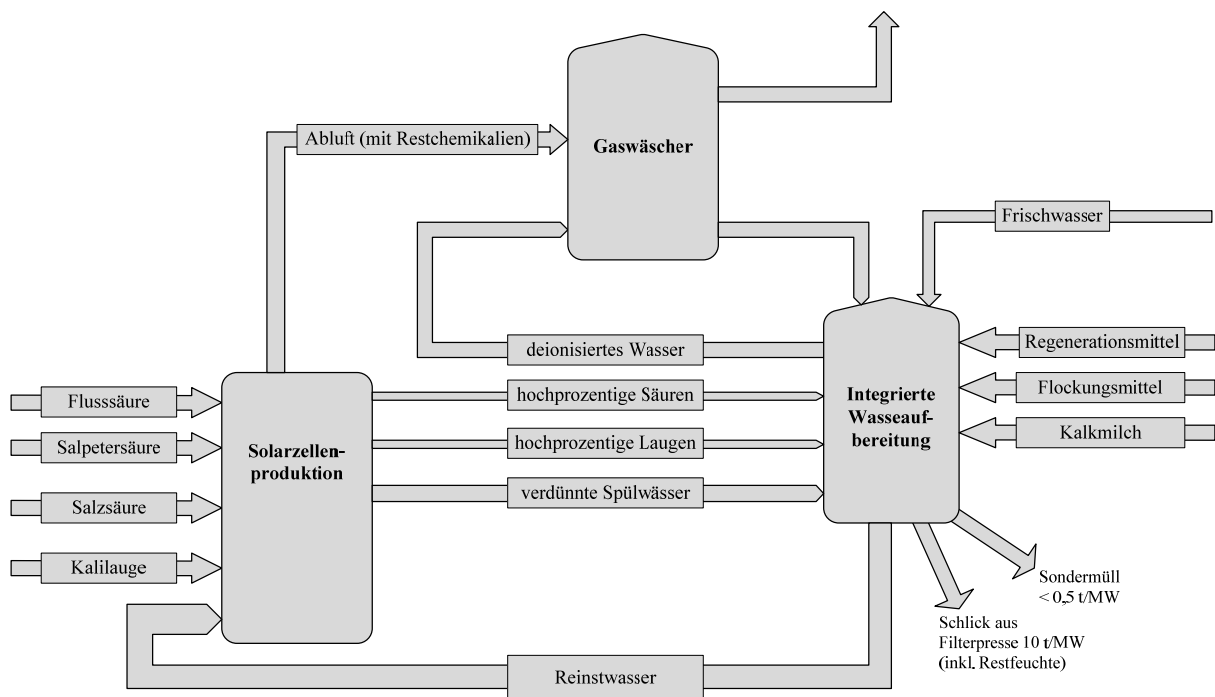 Abluft (mit Restchemikalien)
Gaswäscher
Frischwasser
deionisiertes Wasser
Regenerationsmittel
Flusssäure
hochprozentige Säuren
Integrierte
Wasseauf-
bereitung
Flockungsmittel
Salpetersäure
Solarzellen-
produktion
hochprozentige Laugen
Kalkmilch
Salzsäure
verdünnte Spülwässer
Kalilauge
Sondermüll
< 0,5 t/MW
Schlick aus
Filterpresse 10 t/MW
(inkl. Restfeuchte)
Reinstwasser